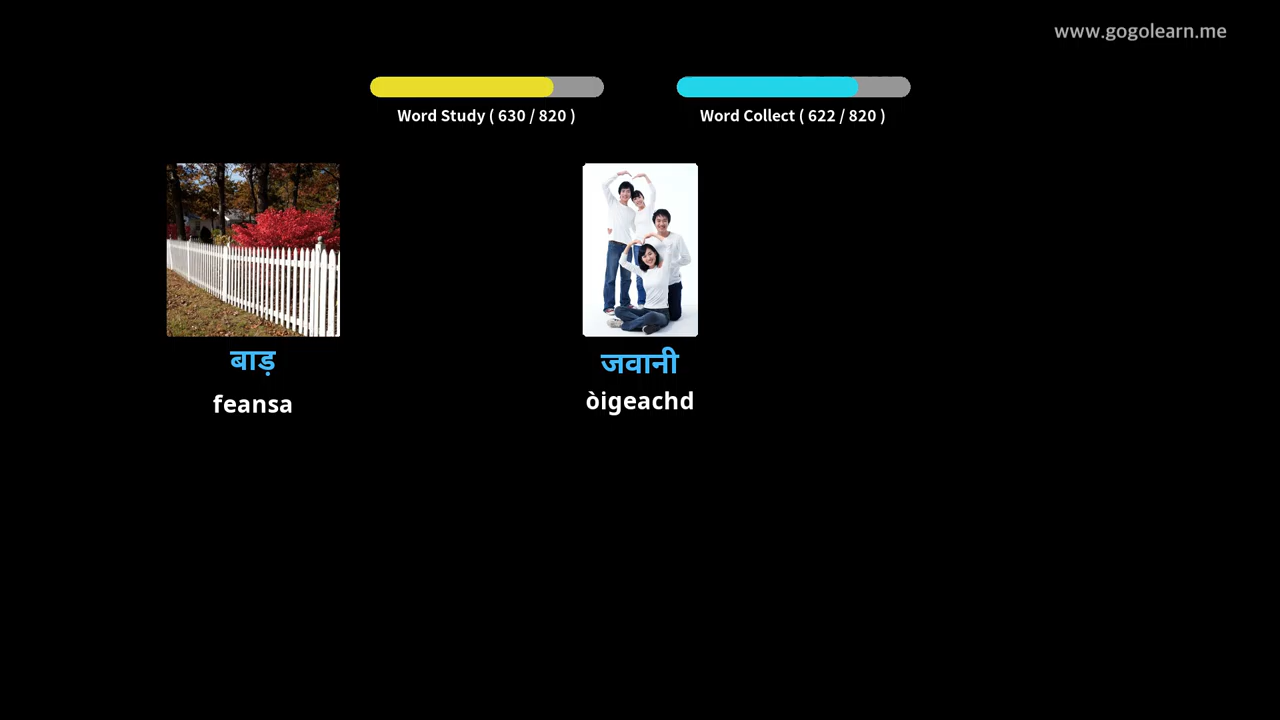 www.gogolearn.me
Word Study ( 630 / 820 )
Word Collect ( 622 / 820 )
बाड़
feansa
जवानी
òigeachd